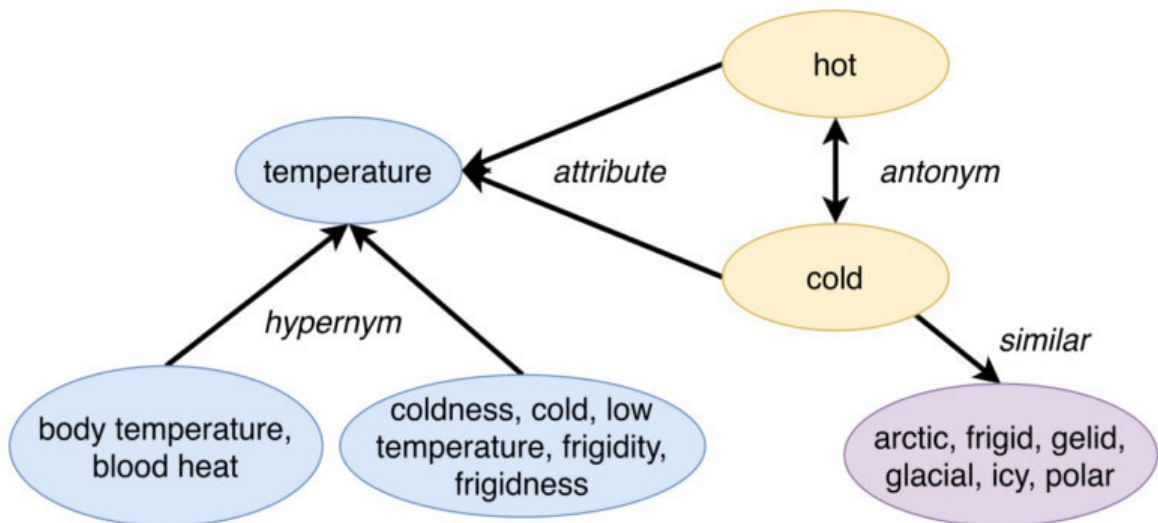 hot
temperature
attribute
antonym
cold
hypernym
similar
body temperature,
blood heat
coldness, cold, low
temperature, frigidity,
frigidness
arctic, frigid, gelid,
glacial, icy, polar